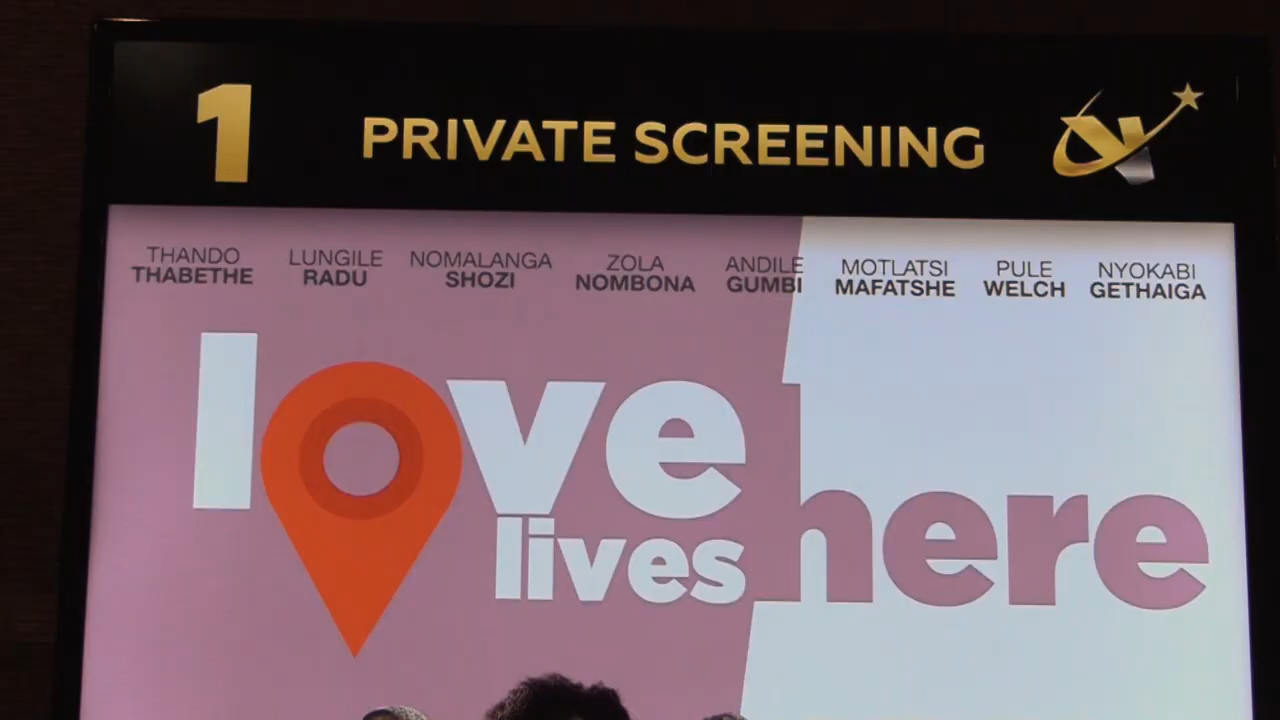 1 PRIVATE SCREENING
THANDO THABETHE
LUNGILE RADU
NOMALANGA SHOZI
ZOLA NOMBONA
ANDILE GUMBI
MOTLATSI MAFATSHE
PULE WELCH
NYOKABI GETHAIGA
love
lives here